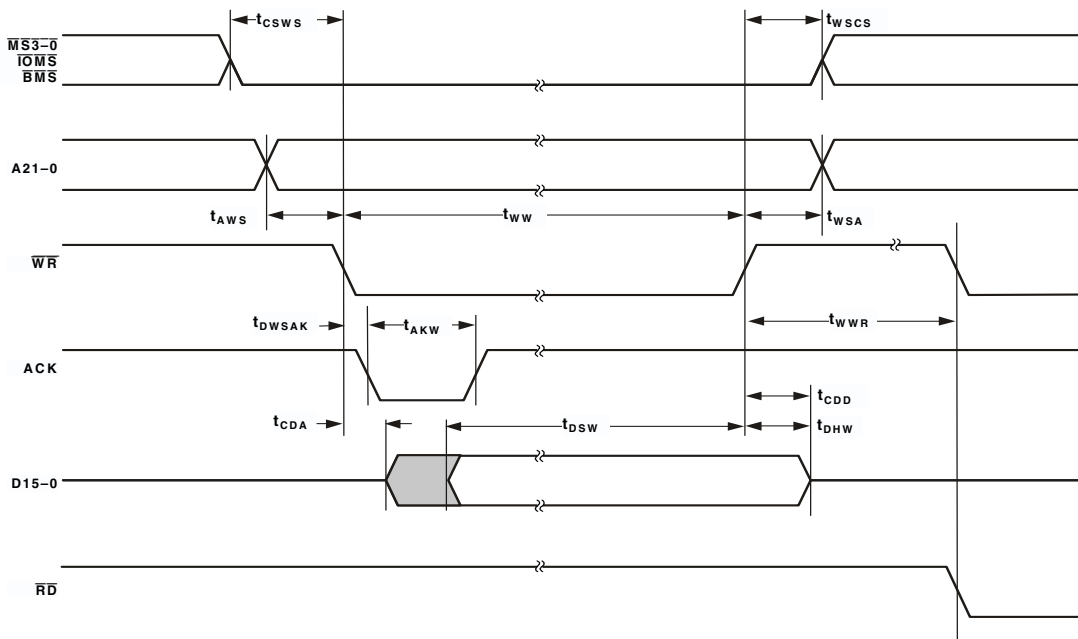 tCSWS
tWSCS
MS3–0
IOMS
BMS
A21–0
tAWS
tWW
tWSA
WR
tDWSAK
tAKW
tWWR
ACK
tCDD
tCDA
tDSW
tDHW
D15–0
RD